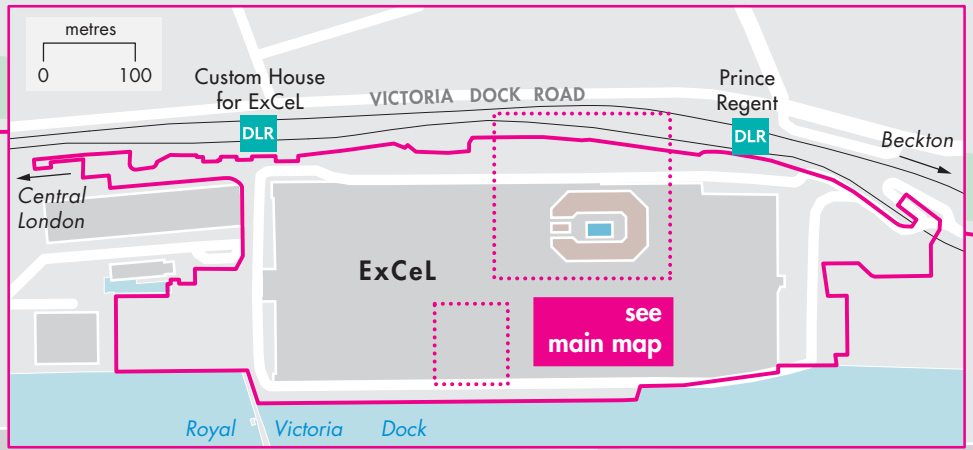 metres
0 100
Custom House
for ExCeL
DLR
VICTORIA DOCK ROAD
Prince
Regent
DLR
Beckton
Central
London
ExCeL
see
main map
Royal Victoria Dock